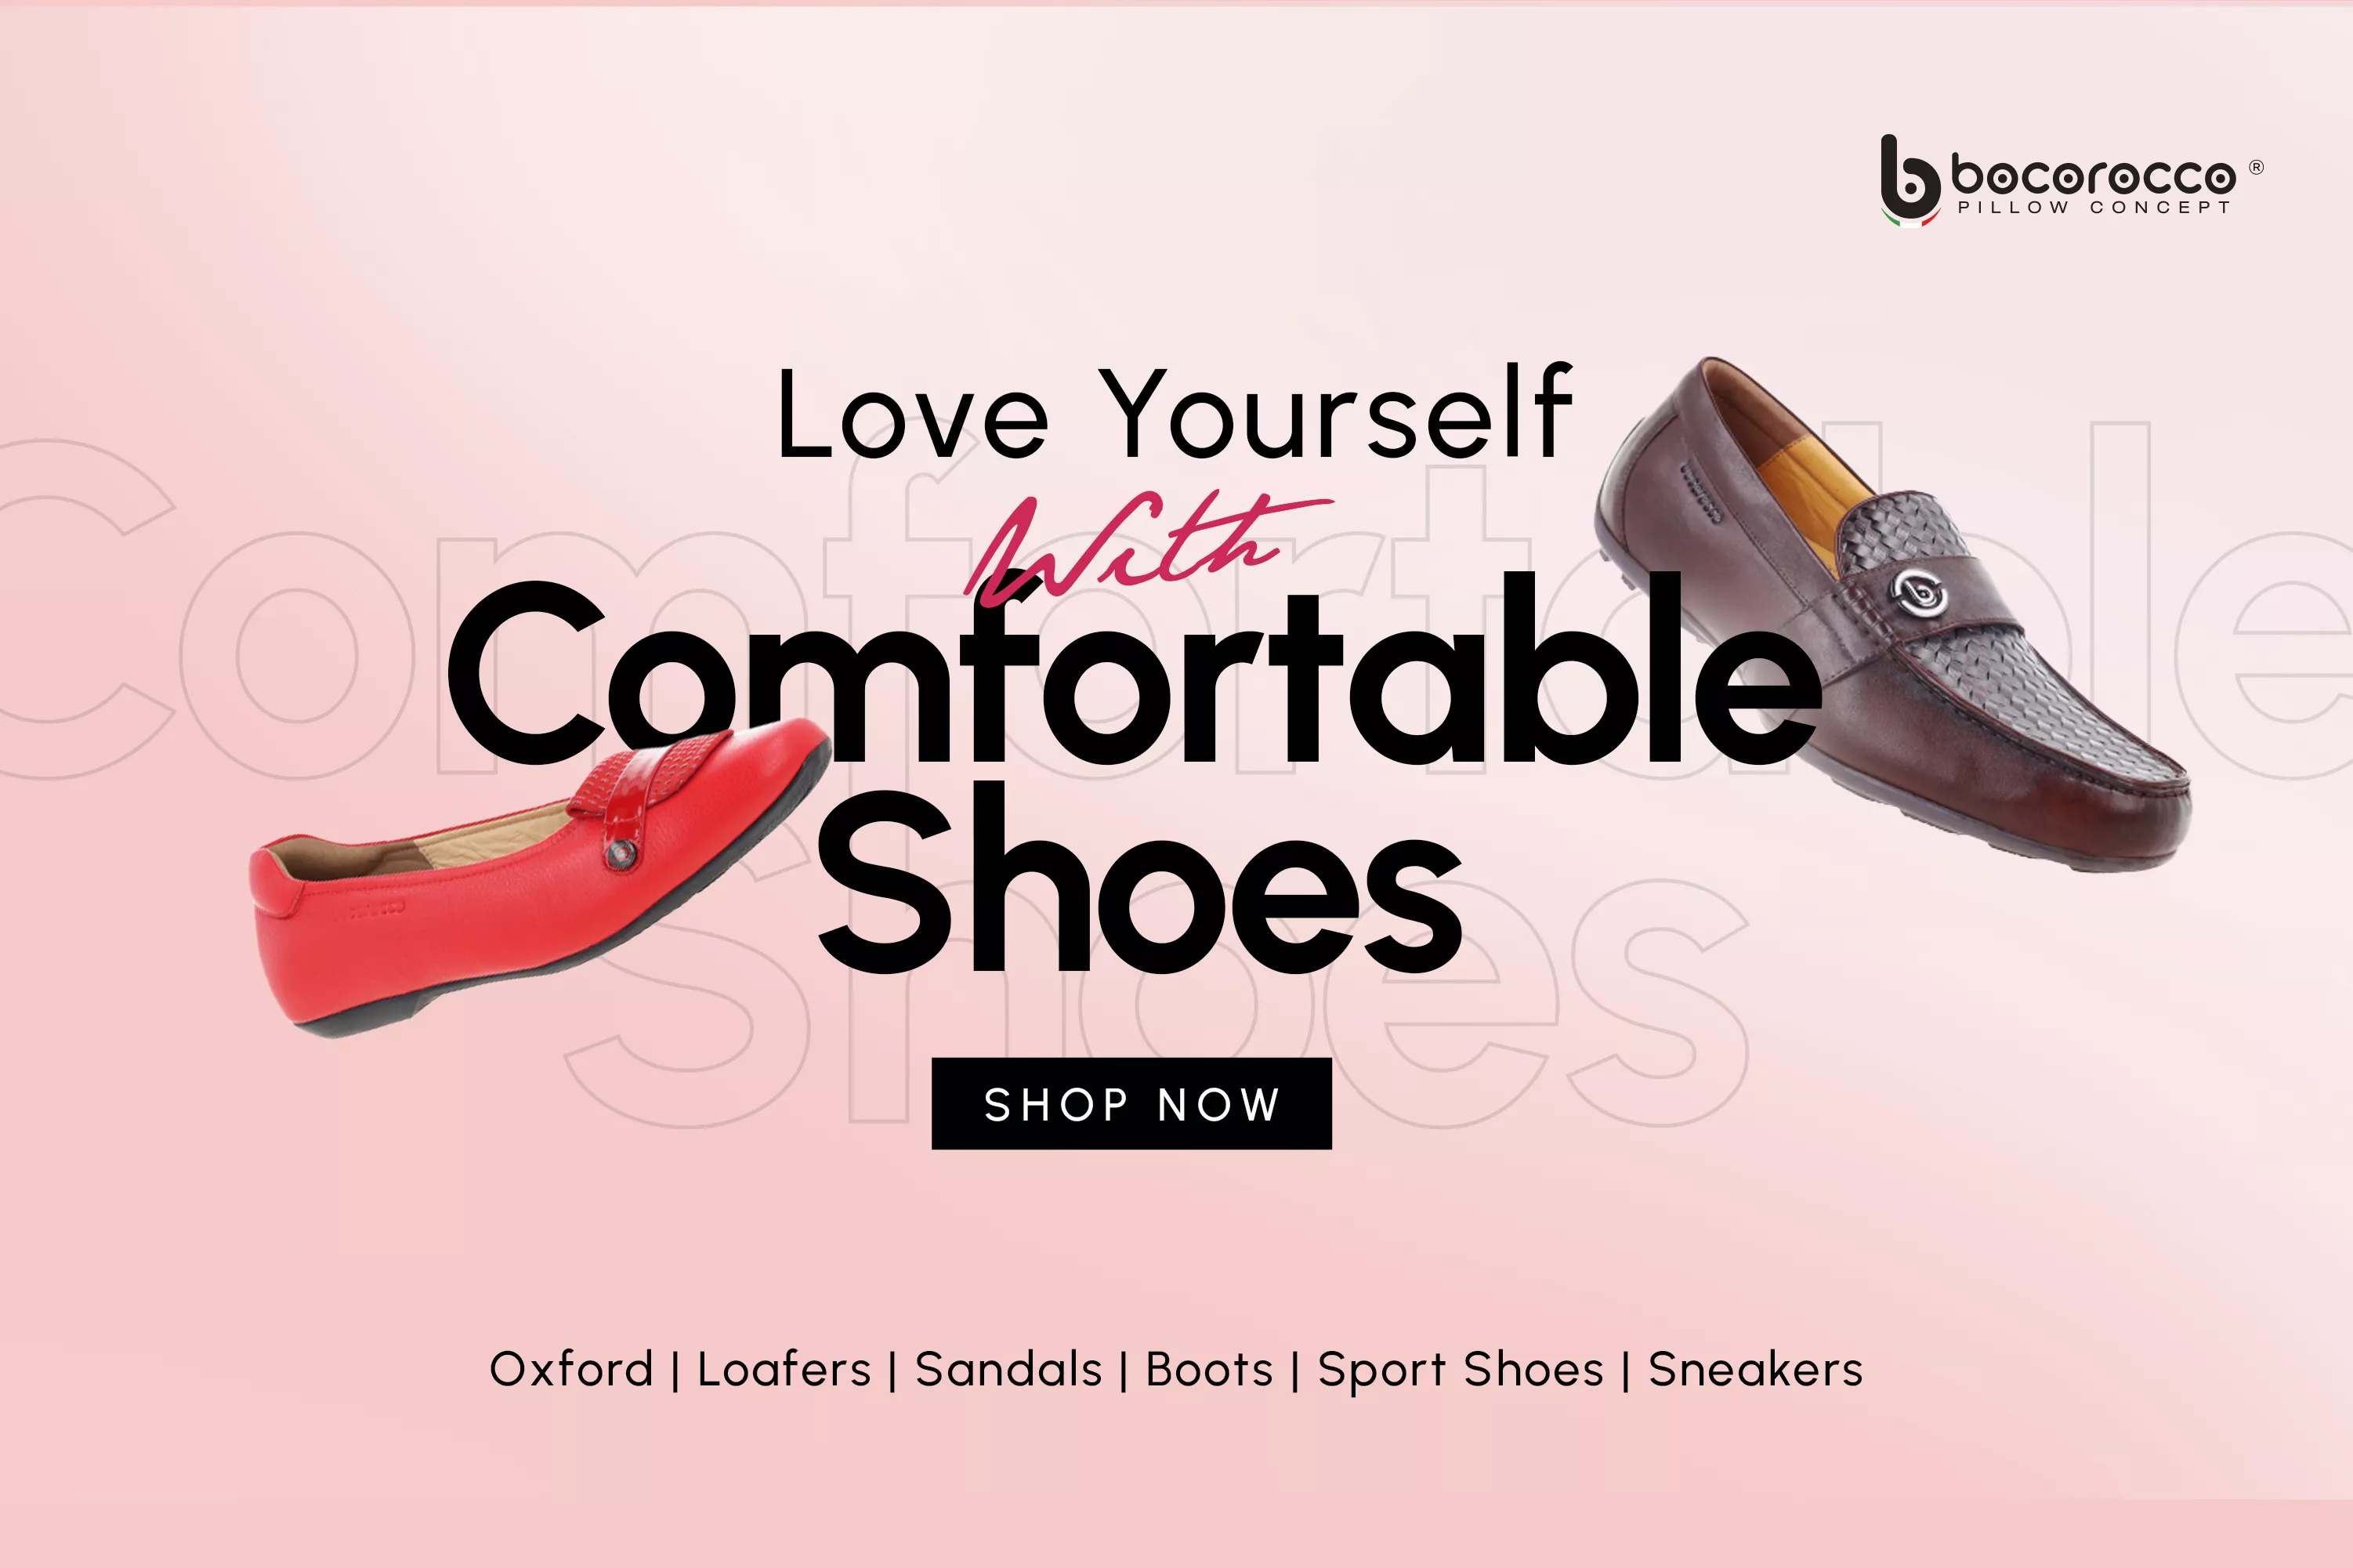 bocorocco ®
PILLOW CONCEPT
Love Yourself
With
Comfortable
Shoes
Comfortable
Shoes
SHOP NOW
Oxford | Loafers | Sandals | Boots | Sport Shoes | Sneakers